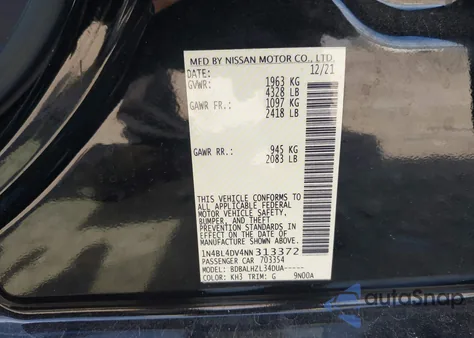 MFD BY NISSAN MOTOR CO., LTD.
DATE: 12/21
GVWR: 1963 KG
4328 LB
GAWR FR.: 1097 KG
2418 LB
GAWR RR.: 945 KG
2083 LB
THIS VEHICLE CONFORMS TO
ALL APPLICABLE FEDERAL
MOTOR VEHICLE SAFETY,
BUMPER, AND THEFT
PREVENTION STANDARDS
IN EFFECT ON THE DATE OF
MANUFACTURE SHOWN ABOVE.
1N4BL4DV4NN313372
PASSENGER CAR 703354
MODEL: BDBALHZL34DUA-----
COLOR: KH3 TRIM: G 9N00A
autoSnap